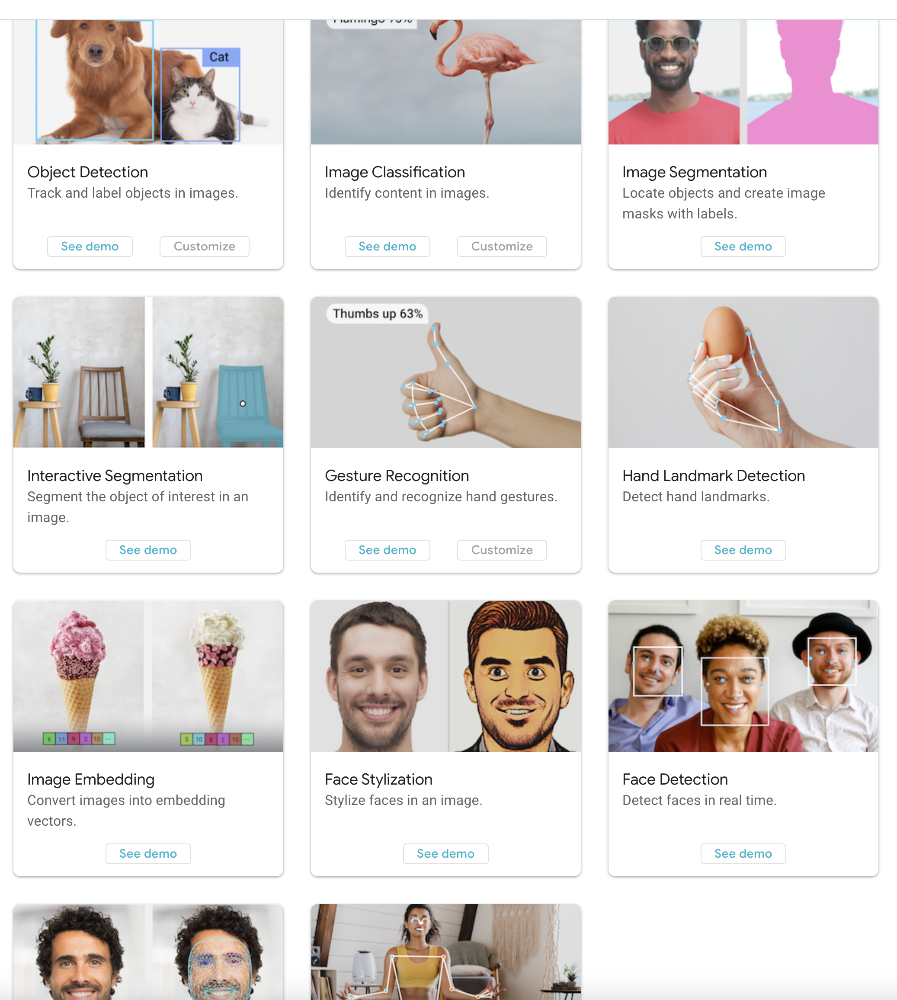 Cat
Flamingo 95%
Object Detection
Track and label objects in images.
See demo
Customize
Image Classification
Identify content in images.
See demo
Customize
Image Segmentation
Locate objects and create image
masks with labels.
See demo
Interactive Segmentation
Segment the object of interest in an
image.
See demo
Thumbs up 63%
Gesture Recognition
Identify and recognize hand gestures.
See demo
Customize
Hand Landmark Detection
Detect hand landmarks.
See demo
6 11 9 2 10 ...
5 10 8 2 10 ...
Image Embedding
Convert images into embedding
vectors.
See demo
Face Stylization
Stylize faces in an image.
See demo
Face Detection
Detect faces in real time.
See demo